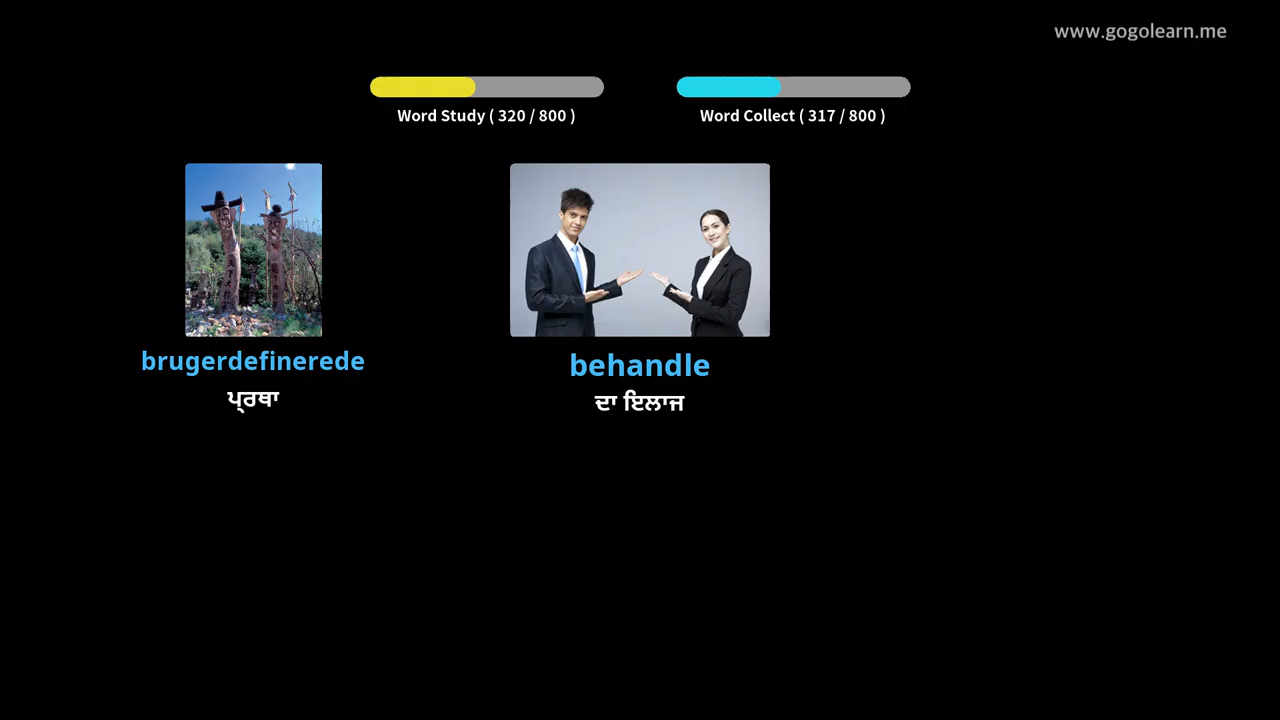 www.gogolearn.me
Word Study ( 320 / 800 )
Word Collect ( 317 / 800 )
brugerdefinerede
ਪ੍ਰਥਾ
behandle
ਦਾ ਇਲਾਜ